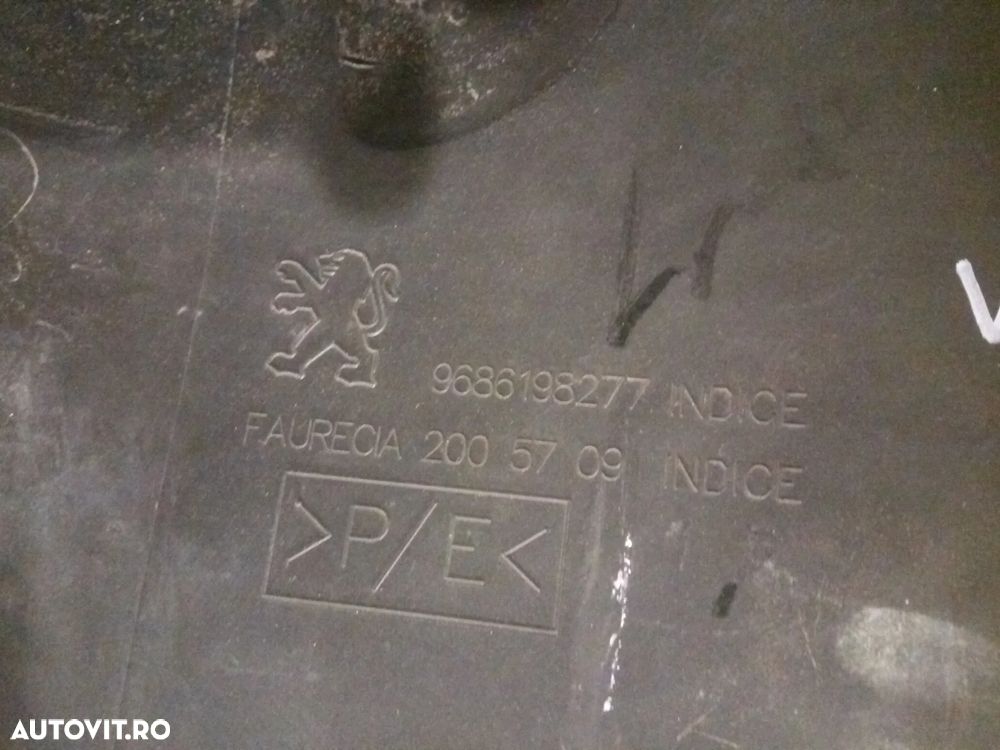 9686198277 INDICE
FAURECIA 200 57 09 INDICE
>P/E<
AUTOVIT.RO